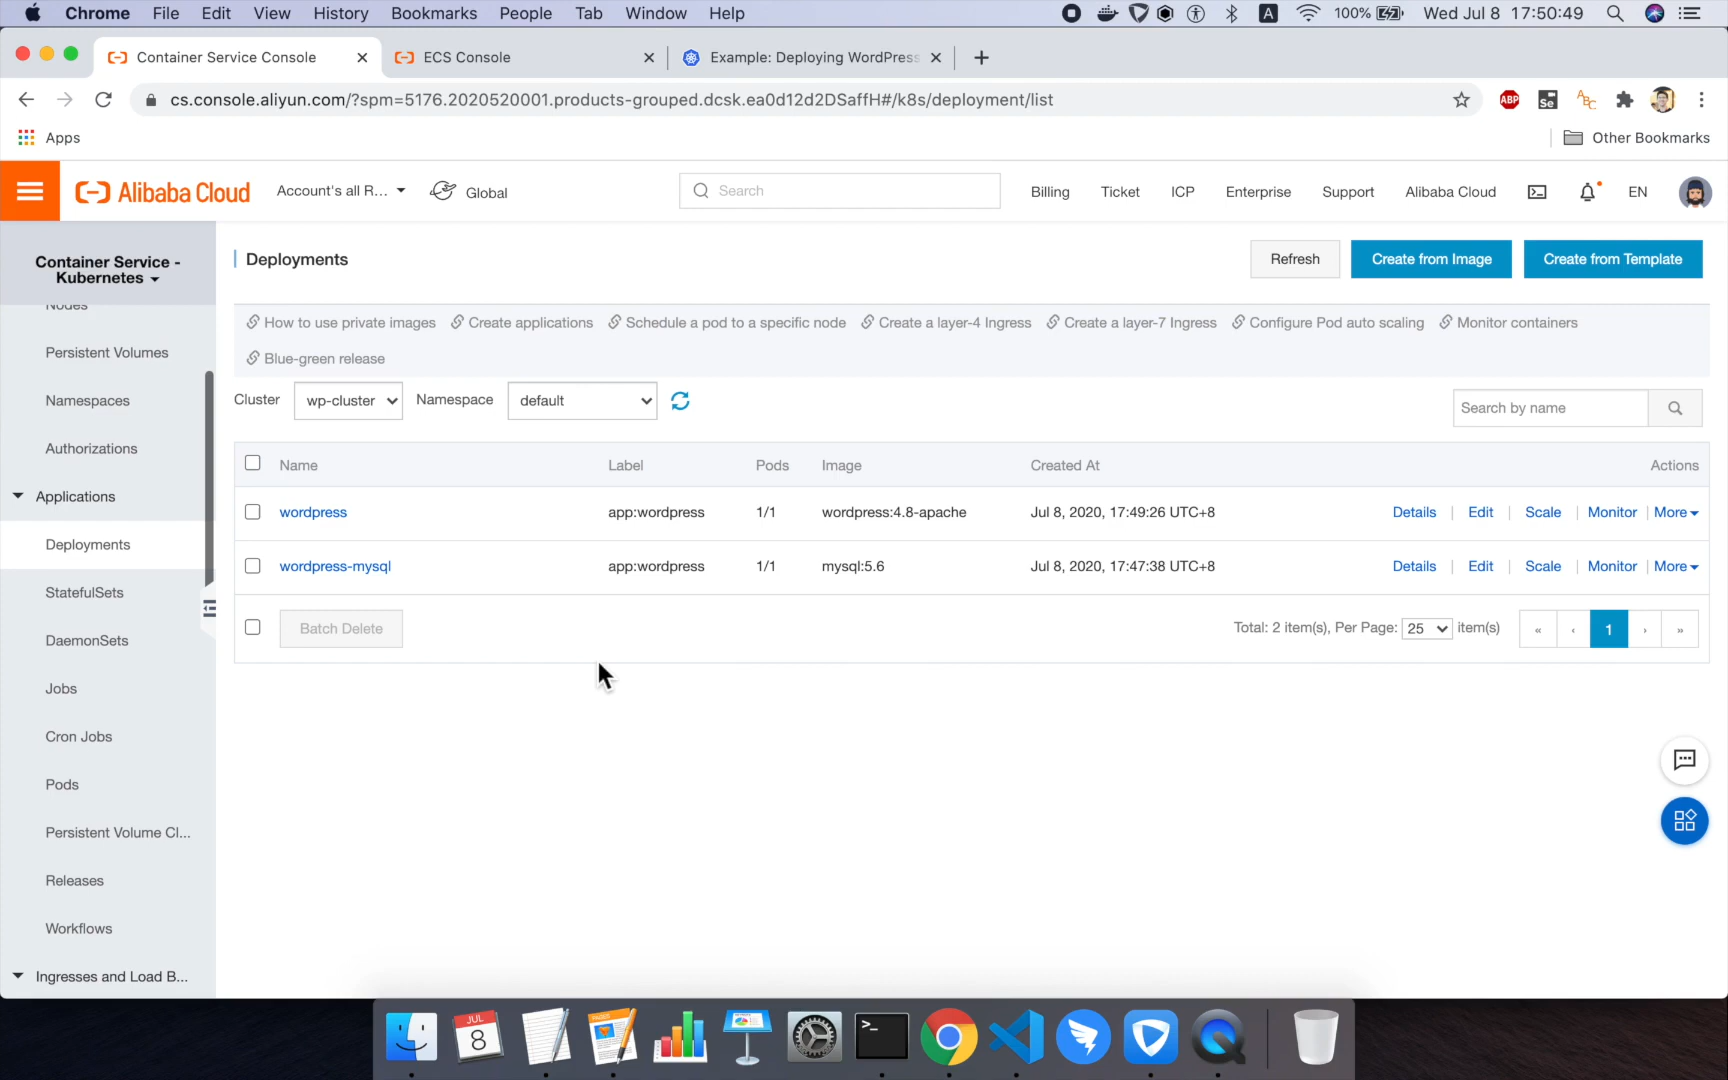 Chrome File Edit View History Bookmarks People Tab Window Help A 100% Wed Jul 8 17:50:49
Container Service Console ECS Console Example: Deploying WordPress
cs.console.aliyun.com/?spm=5176.2020520001.products-grouped.dcsk.ea0d12d2DSaffH#/k8s/deployment/list ABP Se ABC
Apps Other Bookmarks
Alibaba Cloud Account's all R... Global Search Billing Ticket ICP Enterprise Support Alibaba Cloud EN
Container Service - Kubernetes
Nodes
Persistent Volumes
Namespaces
Authorizations
Applications
Deployments
StatefulSets
DaemonSets
Jobs
Cron Jobs
Pods
Persistent Volume Cl...
Releases
Workflows
Ingresses and Load B...
Deployments Refresh Create from Image Create from Template
How to use private images Create applications Schedule a pod to a specific node Create a layer-4 Ingress Create a layer-7 Ingress Configure Pod auto scaling Monitor containers
Blue-green release
Cluster wp-cluster Namespace default Search by name
Name Label Pods Image Created At Actions
wordpress app:wordpress 1/1 wordpress:4.8-apache Jul 8, 2020, 17:49:26 UTC+8 Details | Edit | Scale | Monitor | More
wordpress-mysql app:wordpress 1/1 mysql:5.6 Jul 8, 2020, 17:47:38 UTC+8 Details | Edit | Scale | Monitor | More
Batch Delete Total: 2 item(s), Per Page: 25 item(s) « ‹ 1 › »
JUL
8